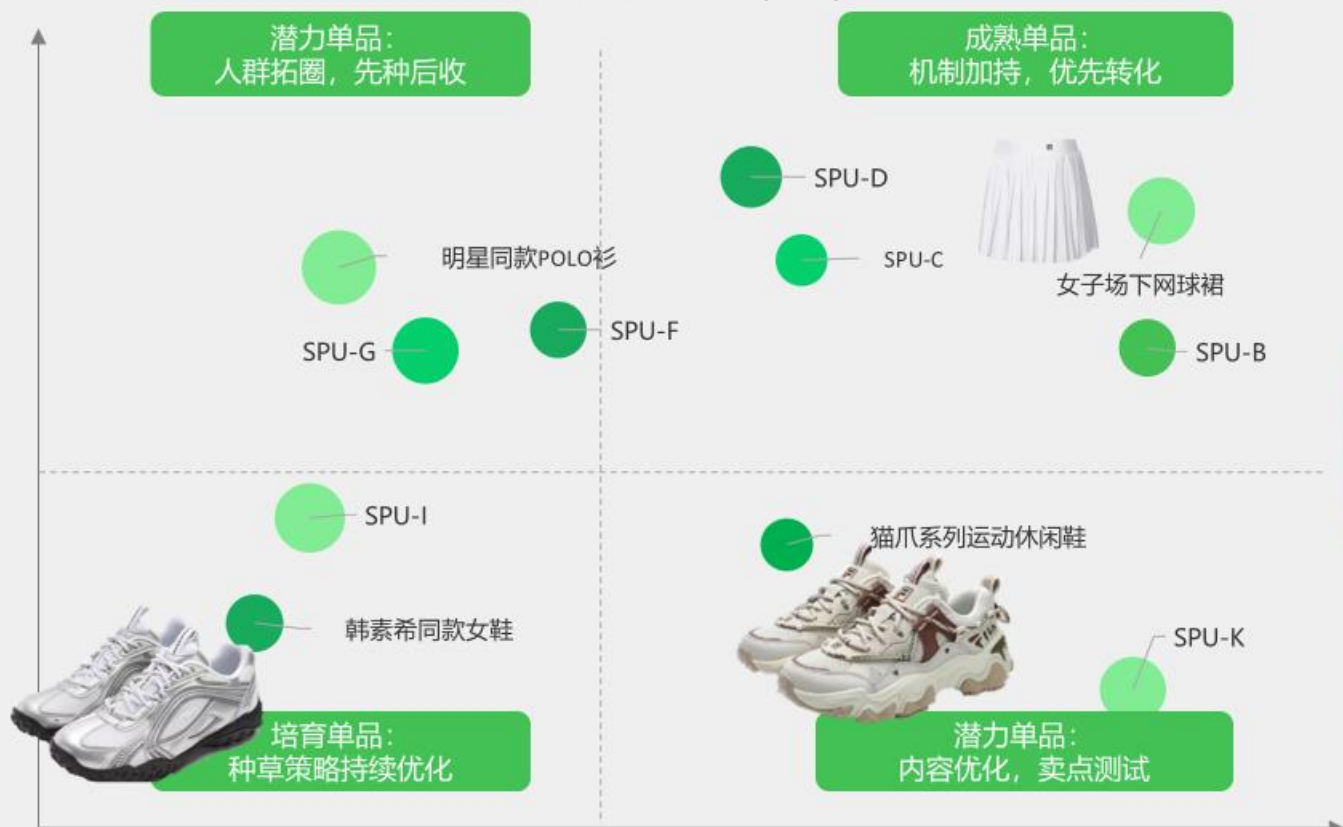 潜力单品：
人群拓圈，先种后收
成熟单品：
机制加持，优先转化
SPU-D
明星同款POLO衫
SPU-C
女子场下网球裙
SPU-G
SPU-F
SPU-B
SPU-I
猫爪系列运动休闲鞋
韩素希同款女鞋
SPU-K
培育单品：
种草策略持续优化
潜力单品：
内容优化，卖点测试